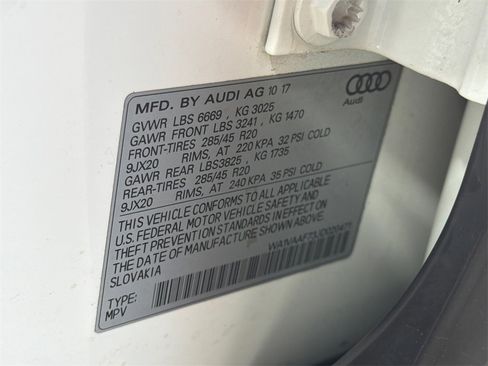 MFD. BY AUDI AG 10 17
GVWR LBS 6669 , KG 3025
GAWR FRONT LBS 3241 , KG 1470
FRONT-TIRES 285/45 R20
9JX20 RIMS, AT 220 KPA 32 PSI COLD
GAWR REAR LBS3825 , KG 1735
REAR-TIRES 285/45 R20
9JX20 RIMS, AT 240 KPA 35 PSI COLD
THIS VEHICLE CONFORMS TO ALL APPLICABLE
U.S. FEDERAL MOTOR VEHICLE SAFETY AND
THEFT PREVENTION STANDARDS IN EFFECT ON
THE DATE OF MANUFACTURE SHOWN ABOVE.
SLOVAKIA
TYPE:
MPV
Audi